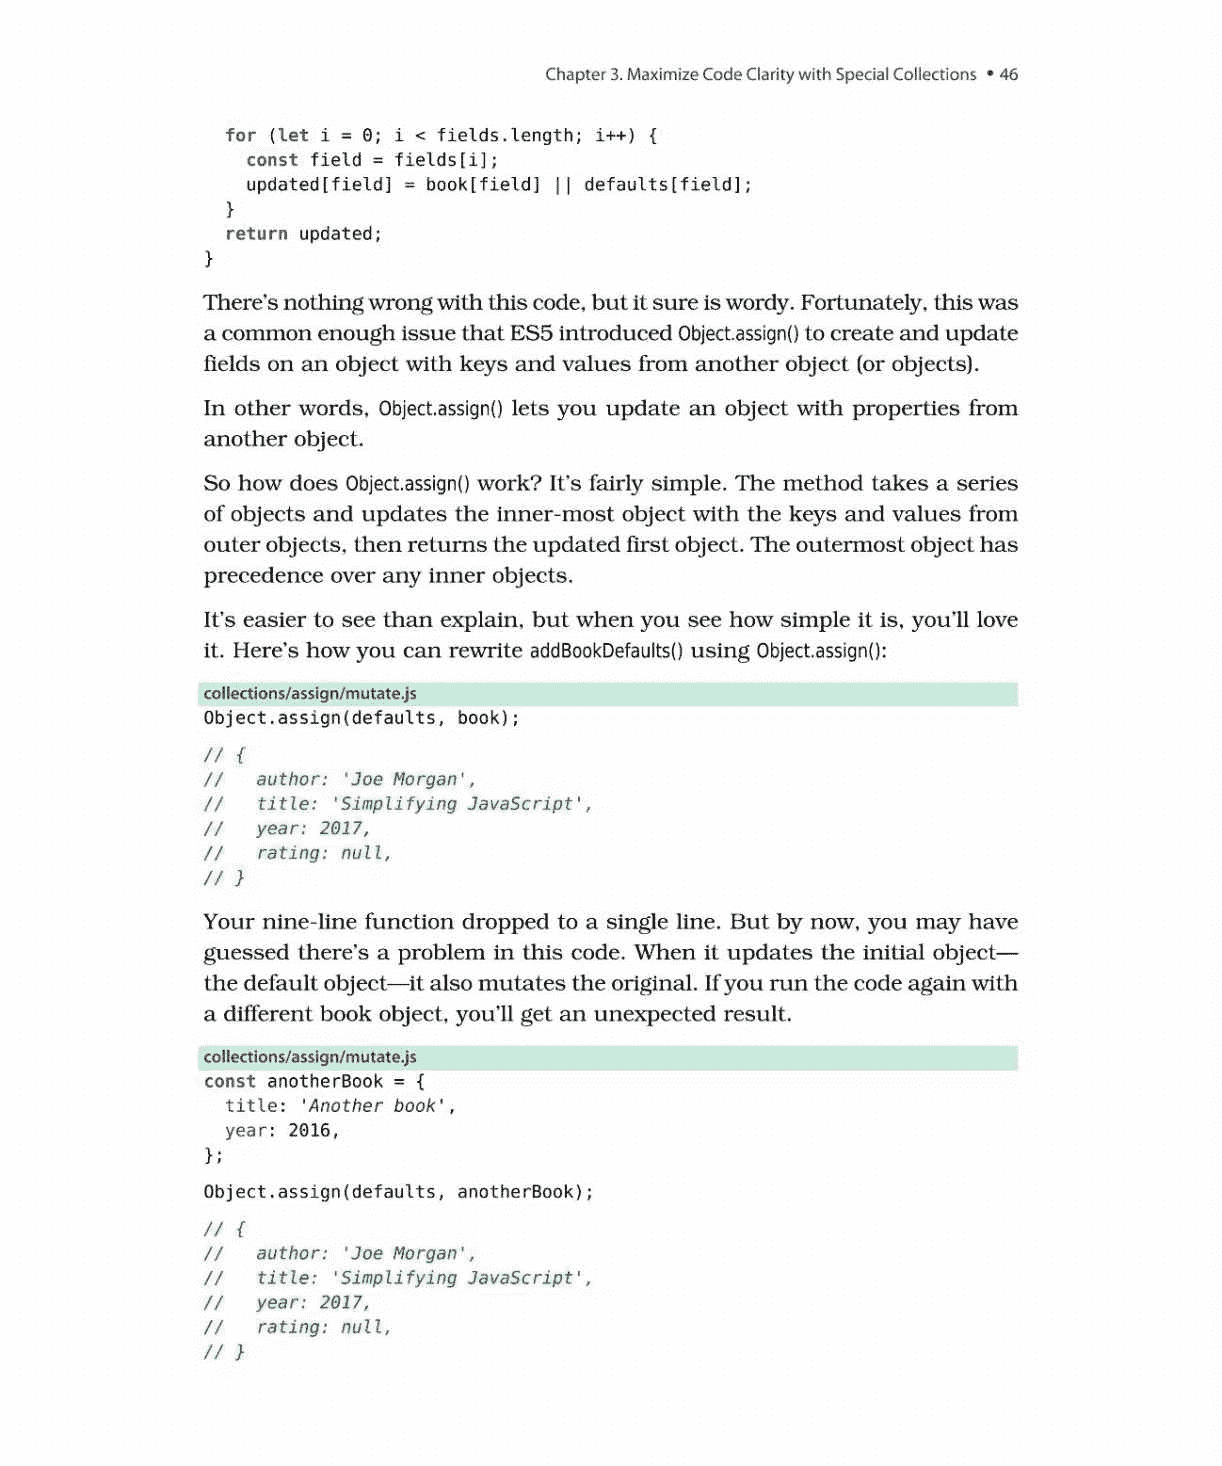 Chapter 3. Maximize Code Clarity with Special Collections • 46
for (let i = 0; i < fields.length; i++) {
const field = fields[i];
updated[field] = book[field] || defaults[field];
}
return updated;
}
There's nothing wrong with this code, but it sure is wordy. Fortunately, this was
a common enough issue that ES5 introduced Object.assign() to create and update
fields on an object with keys and values from another object (or objects).
In other words, Object.assign() lets you update an object with properties from
another object.
So how does Object.assign() work? It's fairly simple. The method takes a series
of objects and updates the inner-most object with the keys and values from
outer objects, then returns the updated first object. The outermost object has
precedence over any inner objects.
It's easier to see than explain, but when you see how simple it is, you'll love
it. Here's how you can rewrite addBookDefaults() using Object.assign():
collections/assign/mutate.js
Object.assign(defaults, book);
// {
//   author: 'Joe Morgan',
//   title: 'Simplifying JavaScript',
//   year: 2017,
//   rating: null,
// }
Your nine-line function dropped to a single line. But by now, you may have
guessed there's a problem in this code. When it updates the initial object—
the default object—it also mutates the original. If you run the code again with
a different book object, you'll get an unexpected result.
collections/assign/mutate.js
const anotherBook = {
title: 'Another book',
year: 2016,
};
Object.assign(defaults, anotherBook);
// {
//   author: 'Joe Morgan',
//   title: 'Simplifying JavaScript',
//   year: 2017,
//   rating: null,
// }